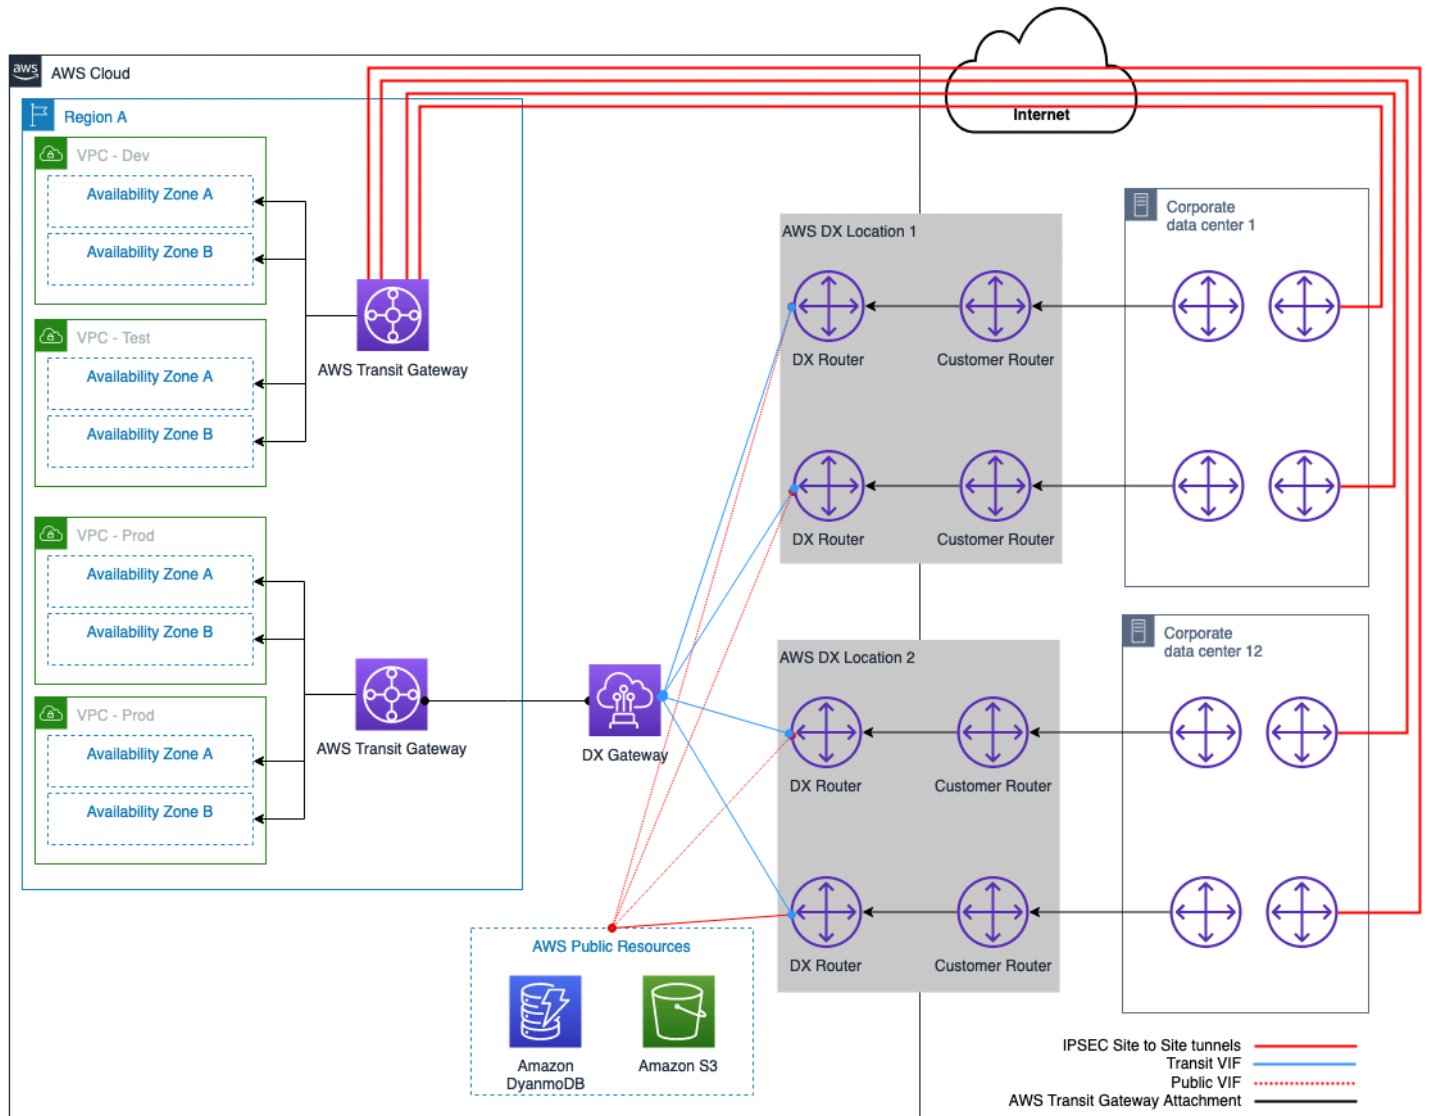 Internet
aws
AWS Cloud
Region A
VPC - Dev
Availability Zone A
Availability Zone B
VPC - Test
Availability Zone A
Availability Zone B
AWS Transit Gateway
VPC - Prod
Availability Zone A
Availability Zone B
VPC - Prod
Availability Zone A
Availability Zone B
AWS Transit Gateway
DX Gateway
AWS DX Location 1
DX Router
Customer Router
DX Router
Customer Router
Corporate
data center 1
AWS DX Location 2
DX Router
Customer Router
DX Router
Customer Router
Corporate
data center 12
AWS Public Resources
Amazon
DyanmoDB
Amazon S3
IPSEC Site to Site tunnels
Transit VIF
Public VIF
AWS Transit Gateway Attachment